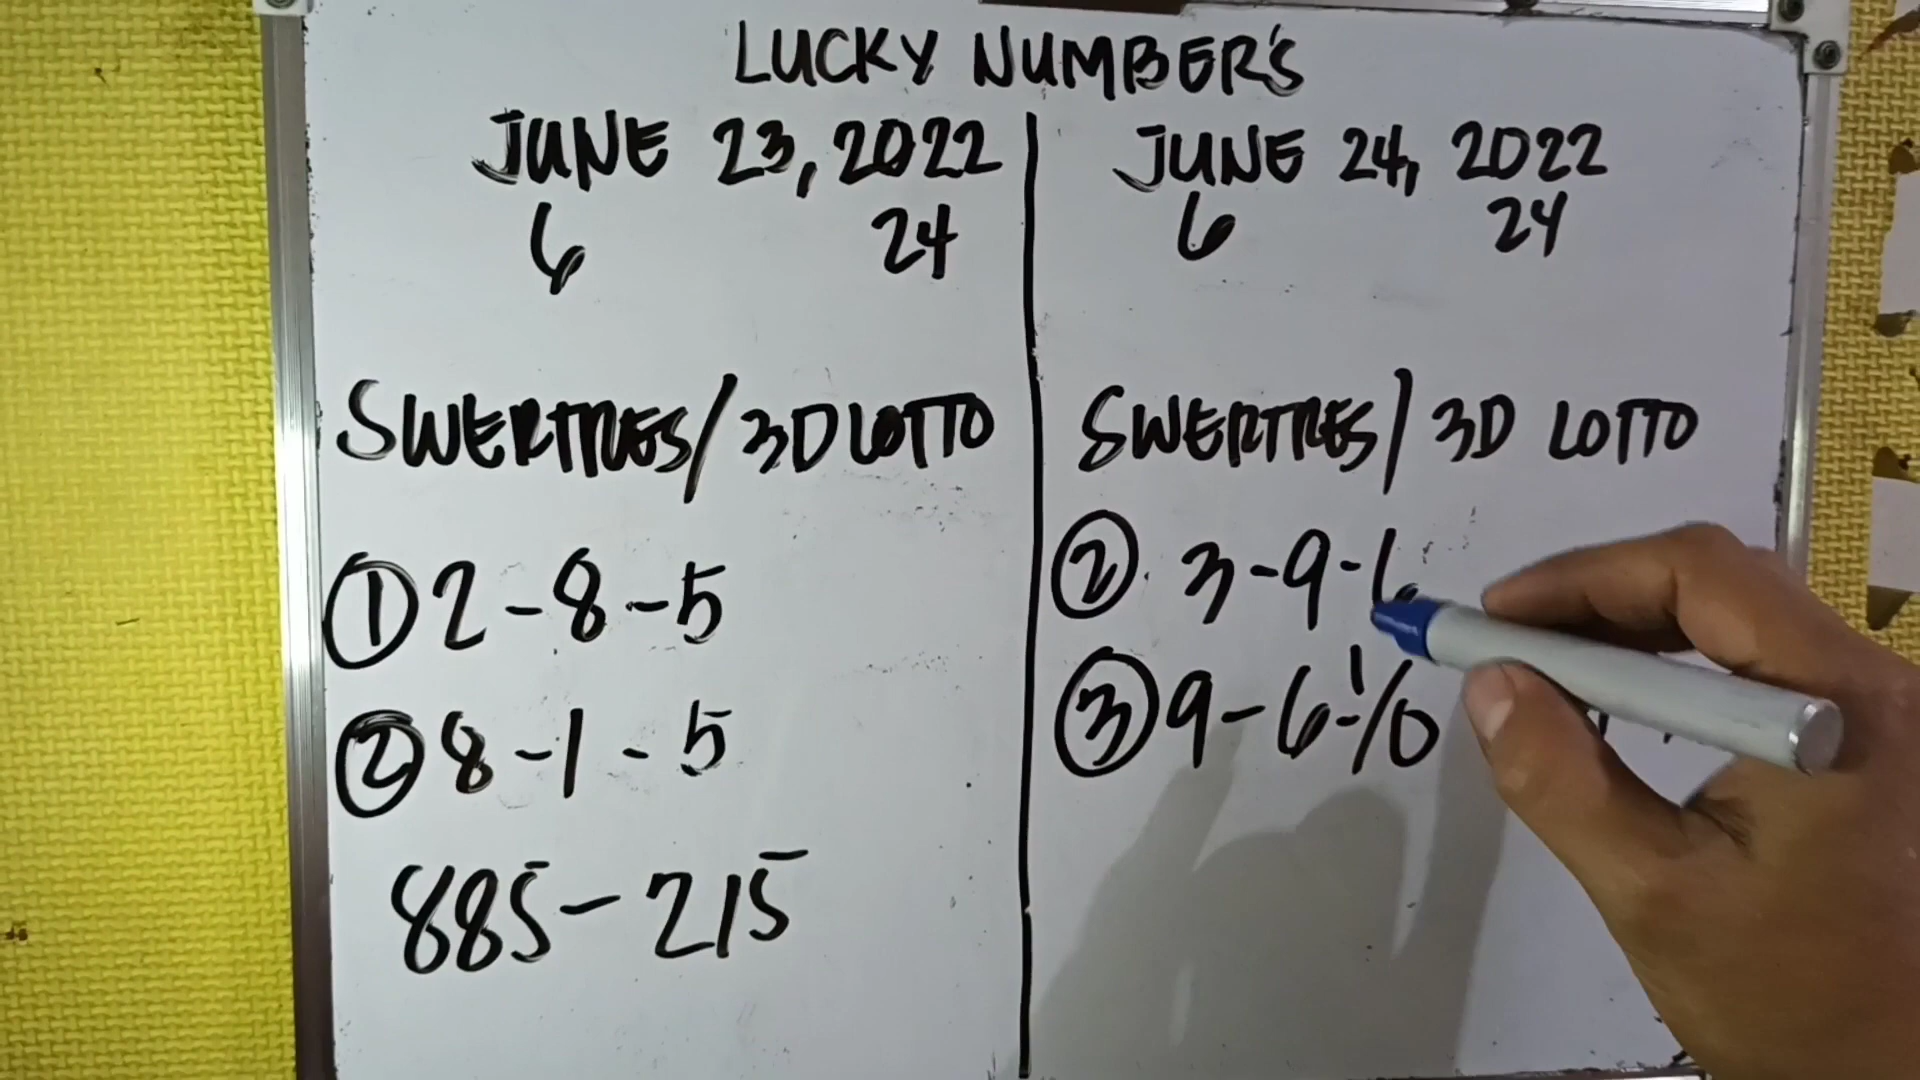 LUCKY NUMBER'S
JUNE 23, 2022
6 24
SWERTRES/3D LOTTO
① 2-8-5
② 8-1-5
885-215
JUNE 24, 2022
6 24
SWERTRES/3D LOTTO
② 3-9-6
③ 9-6-1/0